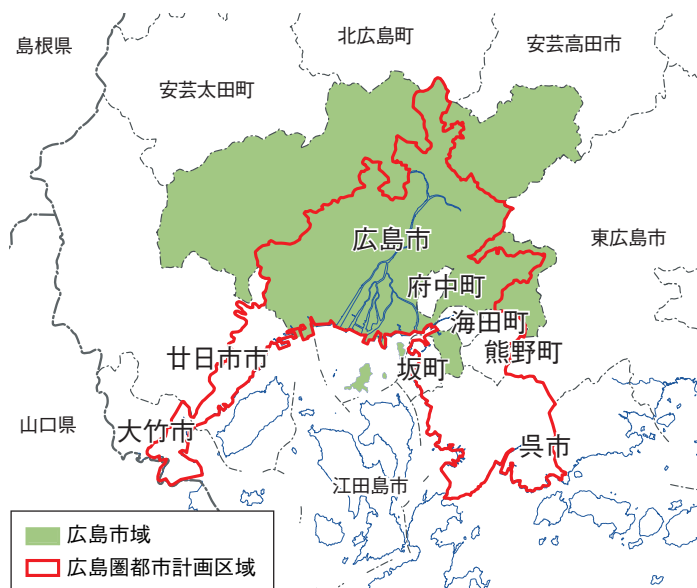 島根県
北広島町
安芸高田市
安芸太田町
広島市
東広島市
府中町
海田町
廿日市市
坂町
熊野町
山口県
大竹市
呉市
江田島市
広島市域
広島圏都市計画区域